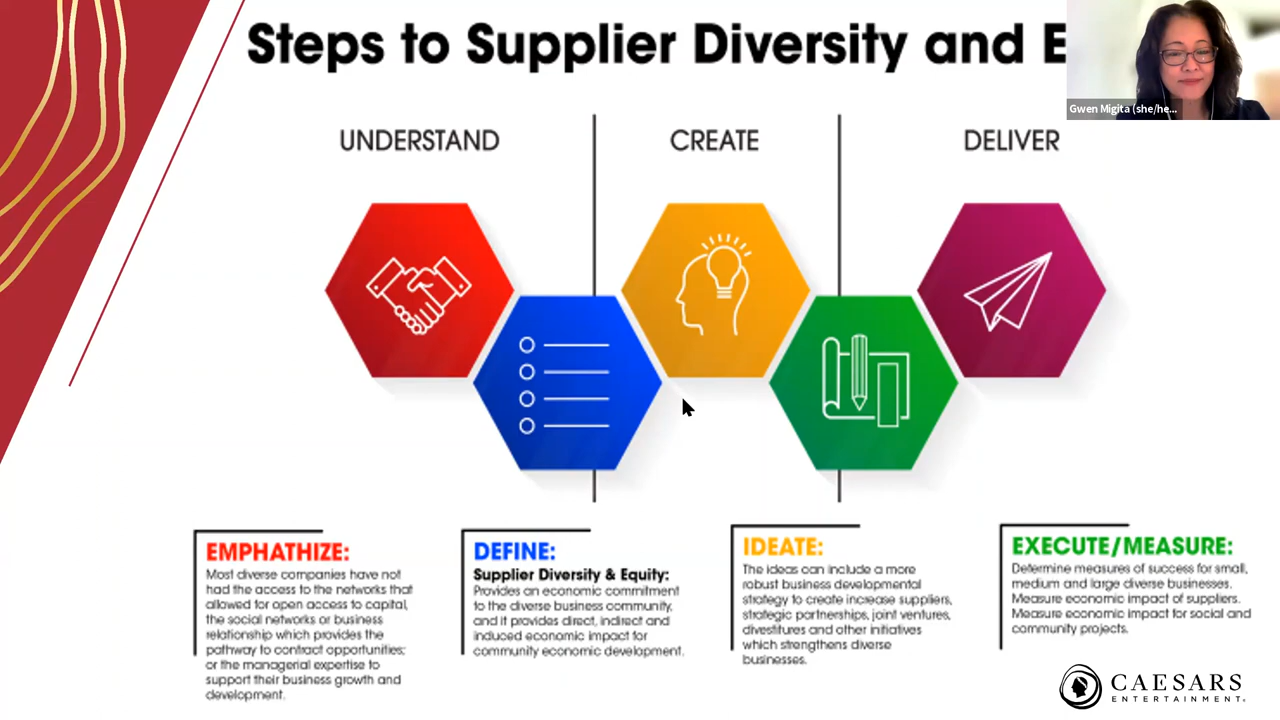 Steps to Supplier Diversity and E
Gwen Migita (she/he...
UNDERSTAND
CREATE
DELIVER
EMPHATHIZE:
Most diverse companies have not
had the access to the networks that
allowed for open access to capital,
the social networks or business
relationship which provides the
pathway to contract opportunities;
or the managerial expertise to
support their business growth and
development.
DEFINE:
Supplier Diversity & Equity:
Provides an economic commitment
to the diverse business community,
and it provides direct, indirect and
induced economic impact for
community economic development.
IDEATE:
The ideas can include a more
robust business developmental
strategy to create increase suppliers,
strategic partnerships, joint ventures,
divestitures and other initiatives
which strengthens diverse
businesses.
EXECUTE/MEASURE:
Determine measures of success for small,
medium and large diverse businesses.
Measure economic impact of suppliers.
Measure economic impact for social and
community projects.
CAESARS
ENTERTAINMENT.